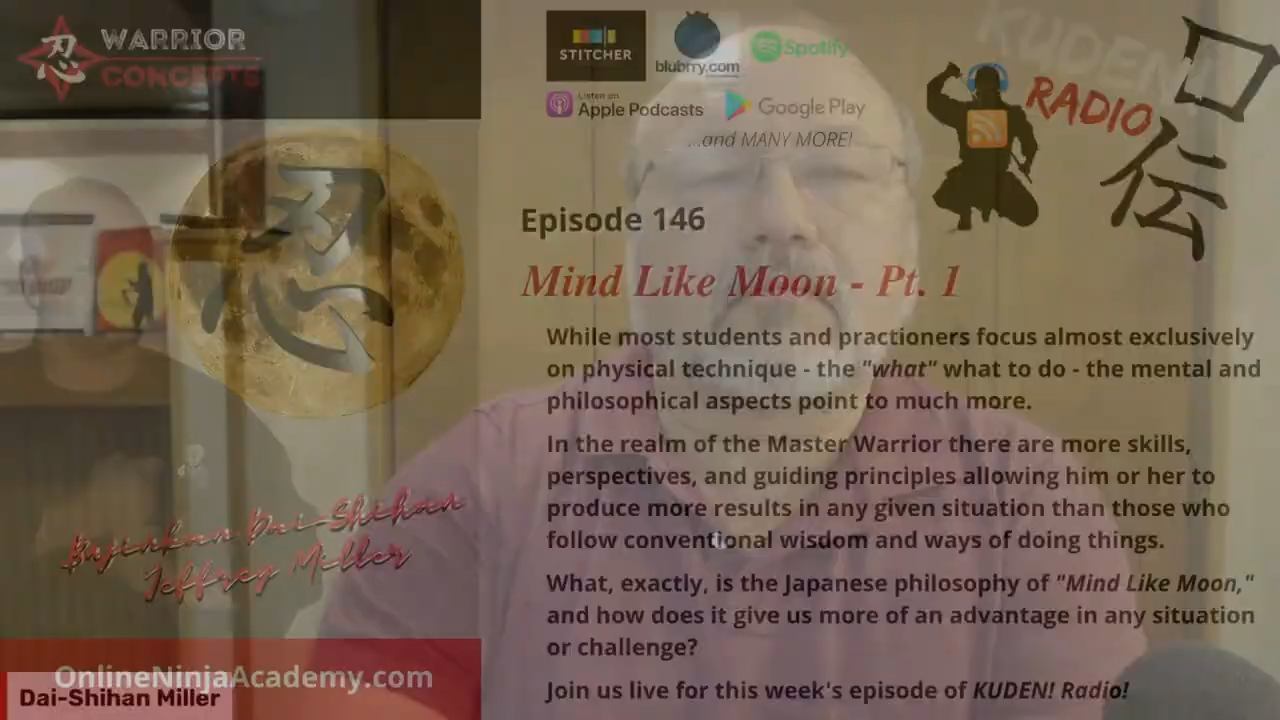 忍
WARRIOR
CONCEPTS
忍
Bujinkan Dai-Shihan
Jeffrey Miller
OnlineNinjaAcademy.com
Dai-Shihan Miller
STITCHER
blubrry.com
Spotify
Listen on
Apple Podcasts
Google Play
...and MANY MORE!
KUDEN!
RADIO
口
伝
Episode 146
Mind Like Moon - Pt. 1
While most students and practioners focus almost exclusively
on physical technique - the "what" what to do - the mental and
philosophical aspects point to much more.
In the realm of the Master Warrior there are more skills,
perspectives, and guiding principles allowing him or her to
produce more results in any given situation than those who
follow conventional wisdom and ways of doing things.
What, exactly, is the Japanese philosophy of "Mind Like Moon,"
and how does it give us more of an advantage in any situation
or challenge?
Join us live for this week's episode of KUDEN! Radio!